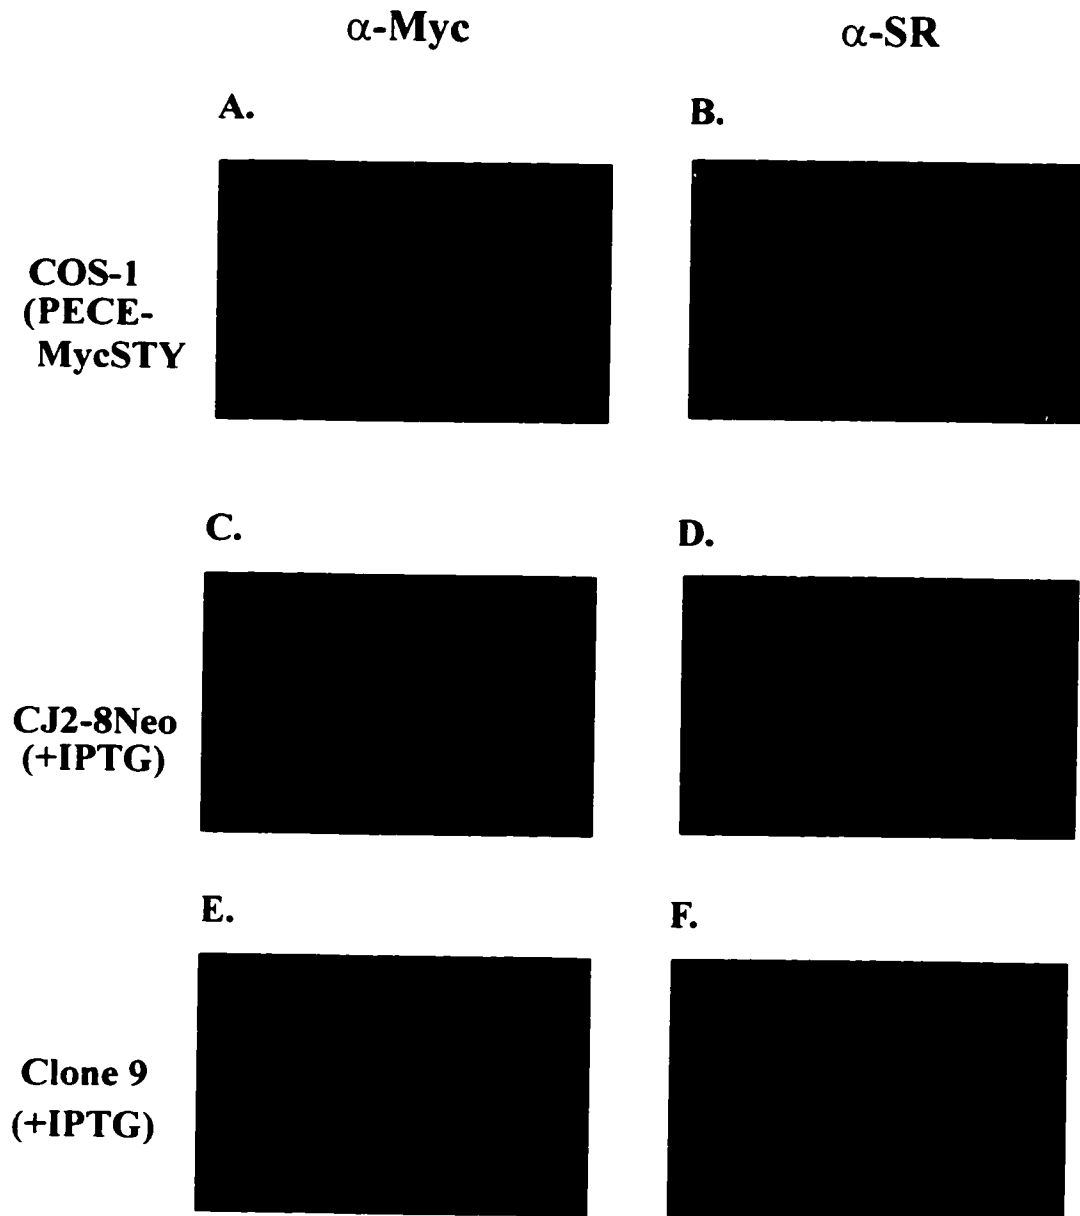 α-Myc α-SR
A. B.
COS-1
(PECE-
MycSTY
C. D.
CJ2-8Neo
(+IPTG)
E. F.
Clone 9
(+IPTG)